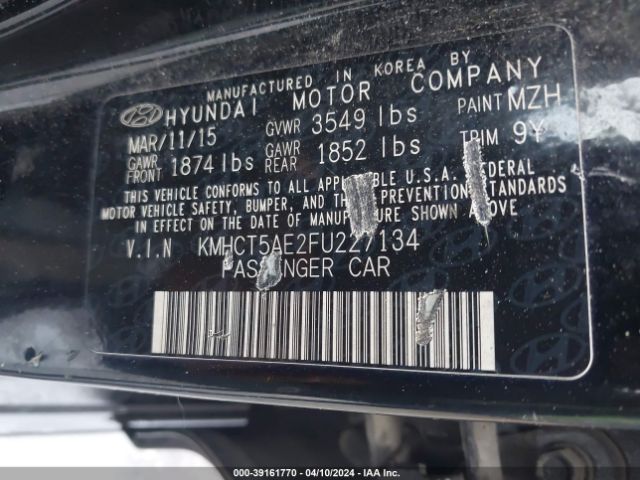 MANUFACTURED IN KOREA BY
HYUNDAI MOTOR COMPANY
MAR/11/15 GVWR 3549 lbs PAINT MZH
GAWR FRONT 1874 lbs GAWR REAR 1852 lbs TRIM 9Y
THIS VEHICLE CONFORMS TO ALL APPLICABLE U.S.A. FEDERAL
MOTOR VEHICLE SAFETY, BUMPER, AND THEFT PREVENTION STANDARDS
IN EFFECT ON THE DATE OF MANUFACTURE SHOWN ABOVE.
V.I.N KMHCT5AE2FU227134
PASSENGER CAR
000-39161770 - 04/10/2024 - IAA Inc.